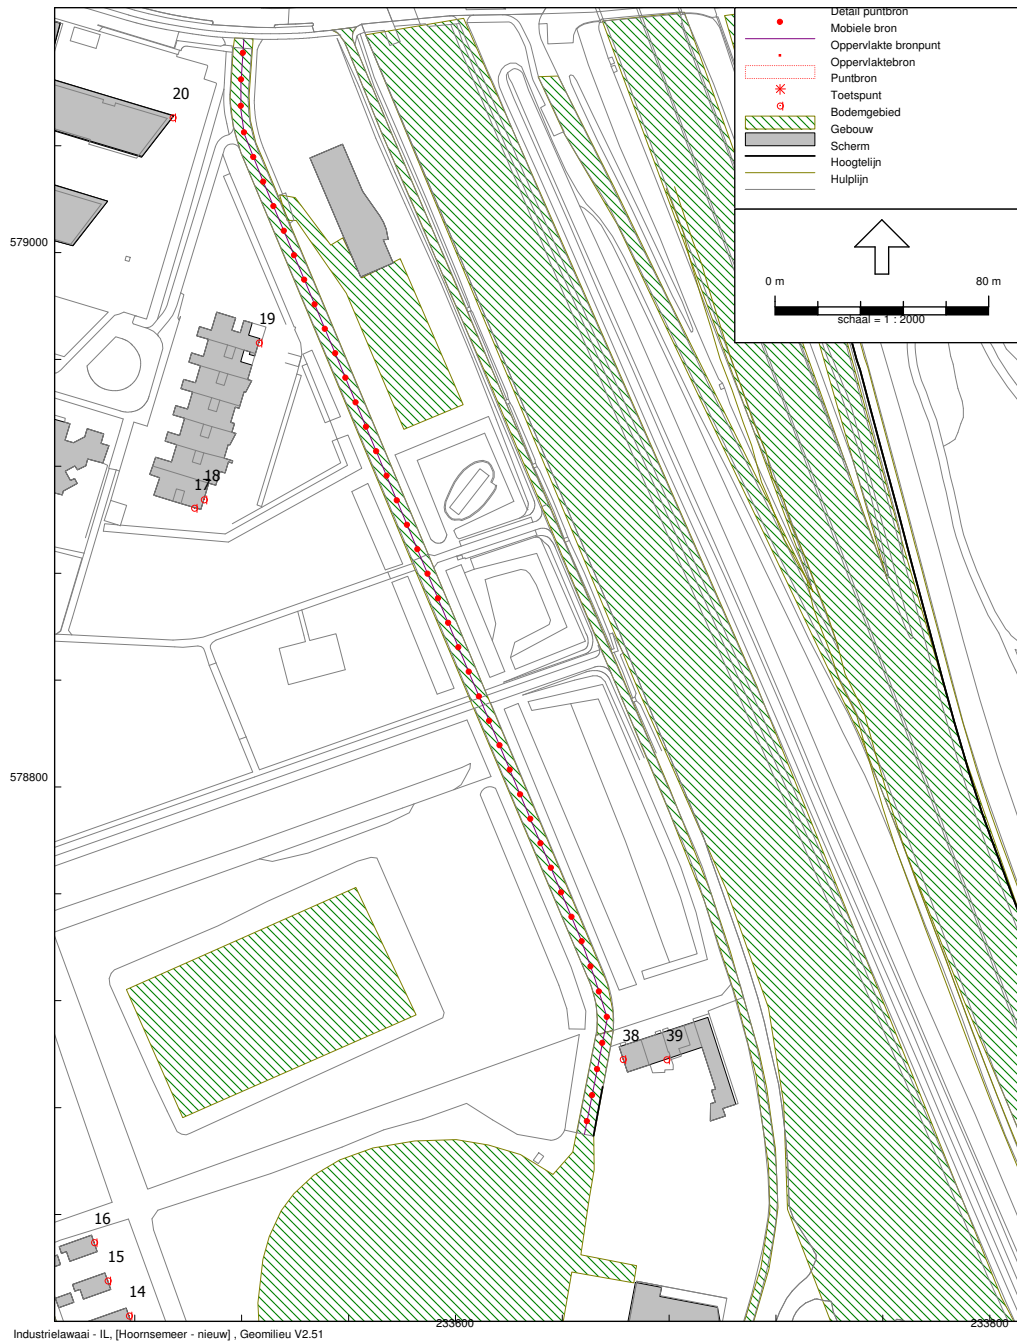 Detail puntbron
Mobiele bron
Oppervlakte bronpunt
Oppervlaktebron
Puntbron
Toetspunt
Bodemgebied
Gebouw
Scherm
Hoogtelijn
Hulplijn
0 m
80 m
schaal = 1 : 2000
20
579000
19
18
17
578800
38
39
16
15
14
233600
233800
Industrielawaai - IL, [Hoornsemeer - nieuw] , Geomilieu V2.51